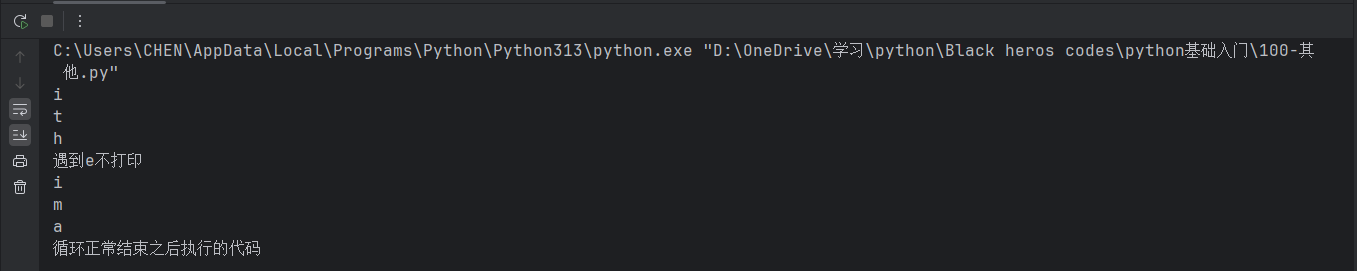 C:\Users\CHEN\AppData\Local\Programs\Python\Python313\python.exe "D:\OneDrive\学习\python\Black heros codes\python基础入门\100-其
他.py"
i
t
h
遇到e不打印
i
m
a
循环正常结束之后执行的代码